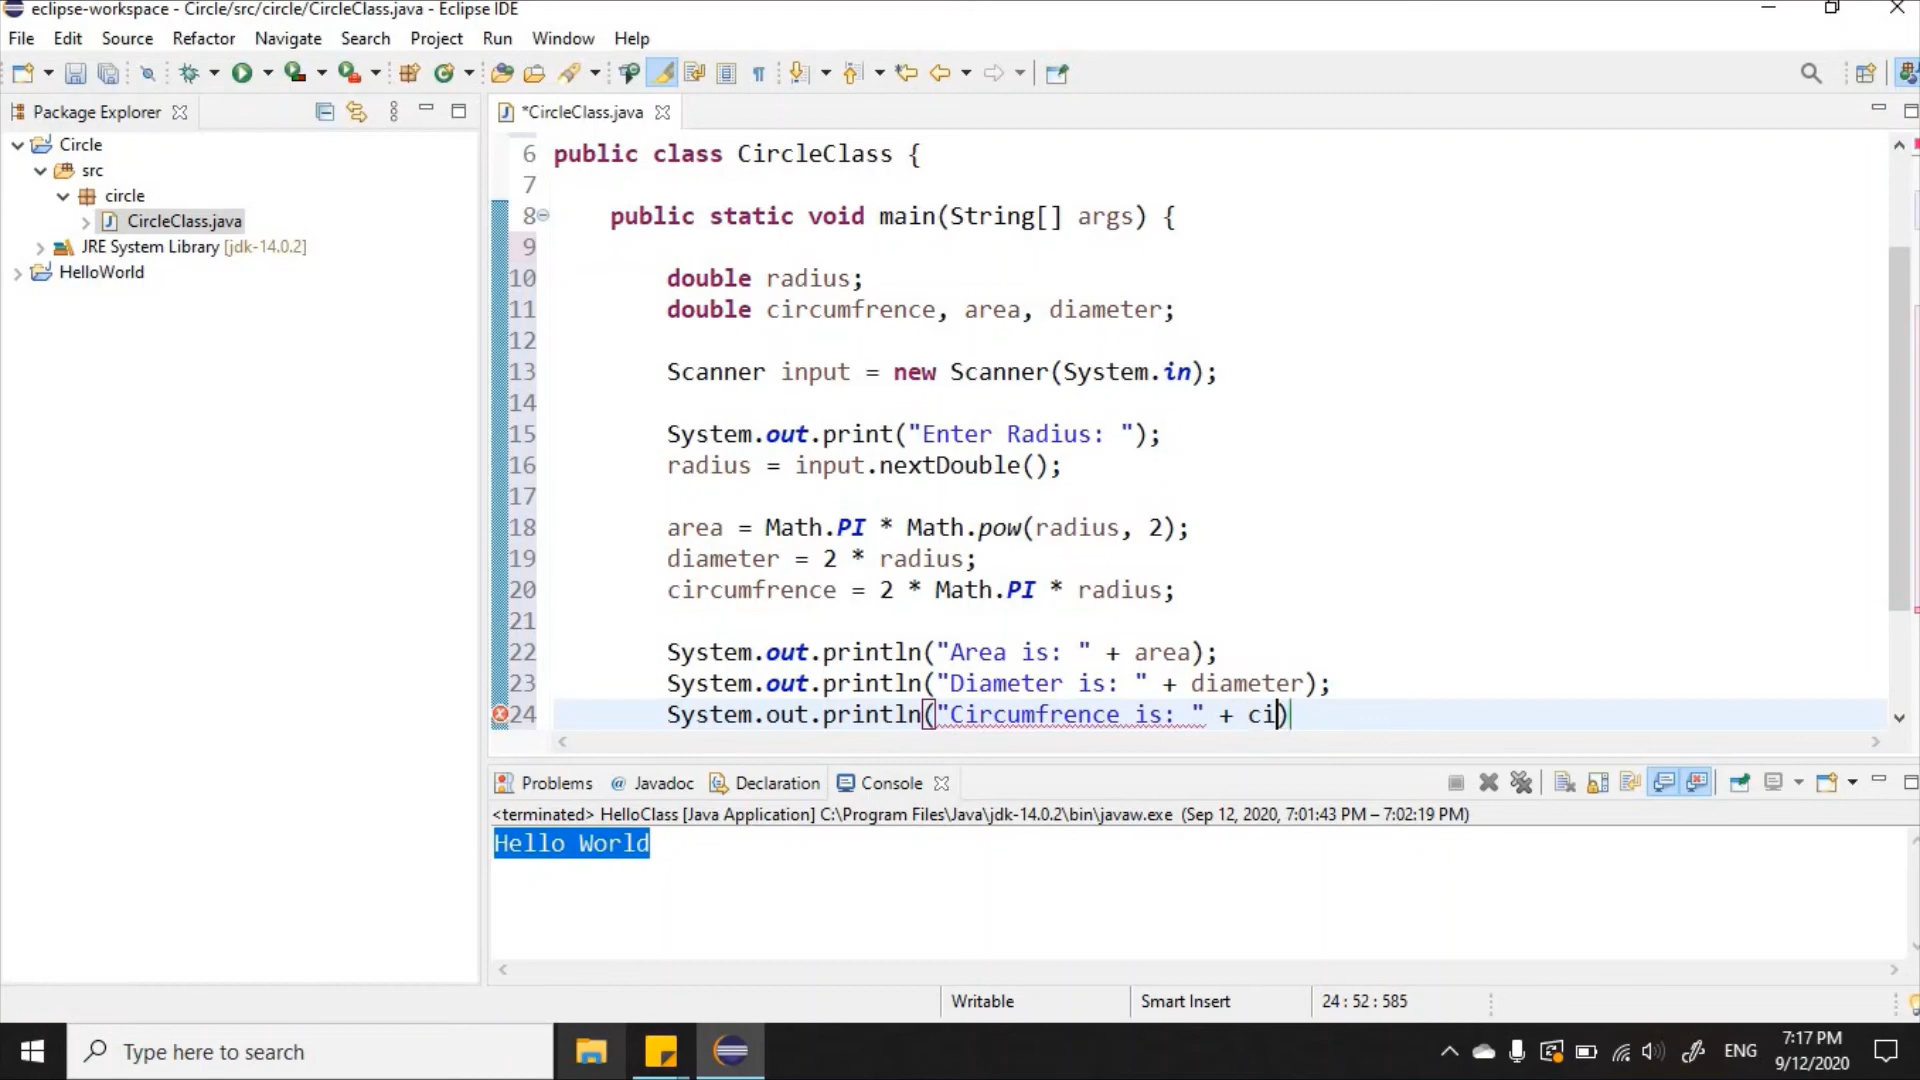 eclipse-workspace - Circle/src/circle/CircleClass.java - Eclipse IDE
File Edit Source Refactor Navigate Search Project Run Window Help
Package Explorer
*CircleClass.java
Circle
src
circle
CircleClass.java
JRE System Library [jdk-14.0.2]
HelloWorld
6 public class CircleClass {
7
8 public static void main(String[] args) {
9
10 double radius;
11 double circumfrence, area, diameter;
12
13 Scanner input = new Scanner(System.in);
14
15 System.out.print("Enter Radius: ");
16 radius = input.nextDouble();
17
18 area = Math.PI * Math.pow(radius, 2);
19 diameter = 2 * radius;
20 circumfrence = 2 * Math.PI * radius;
21
22 System.out.println("Area is: " + area);
23 System.out.println("Diameter is: " + diameter);
24 System.out.println("Circumfrence is: " + ci)
Problems @ Javadoc Declaration Console
<terminated> HelloClass [Java Application] C:\Program Files\Java\jdk-14.0.2\bin\javaw.exe (Sep 12, 2020, 7:01:43 PM – 7:02:19 PM)
Hello World
Writable Smart Insert 24 : 52 : 585
Type here to search
ENG
7:17 PM
9/12/2020